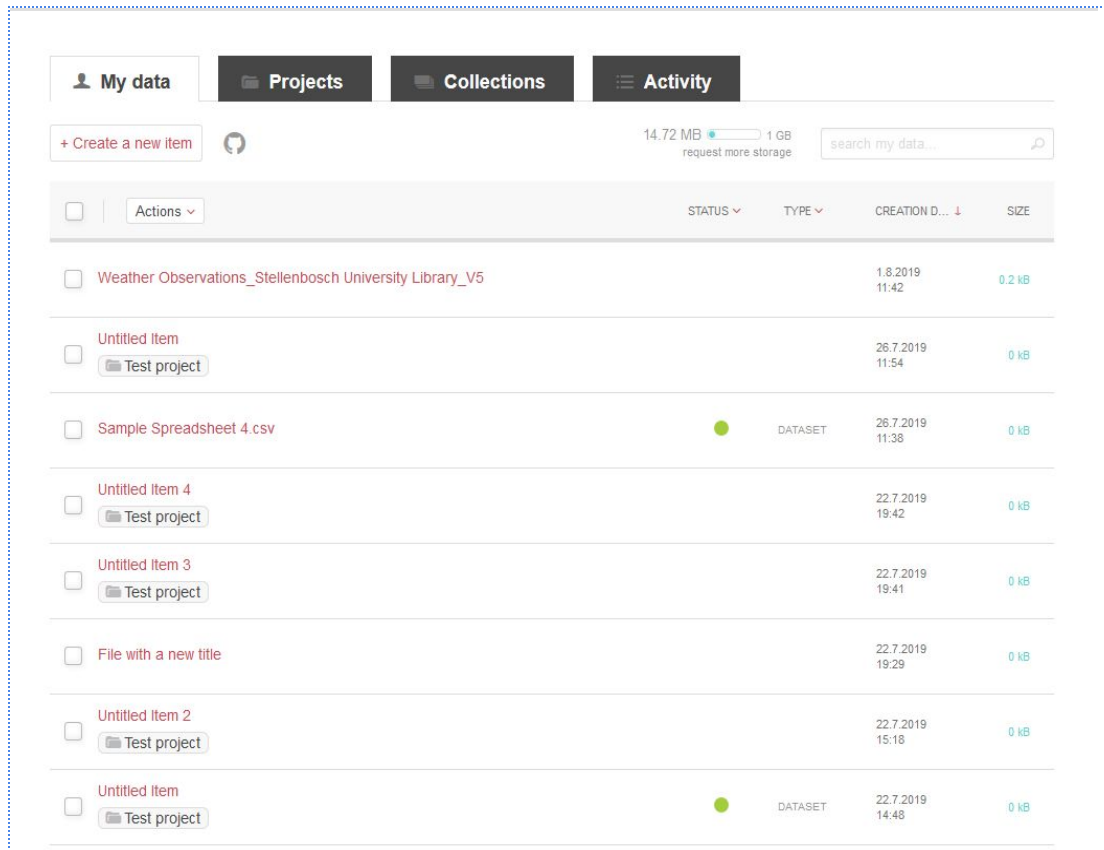 My data Projects Collections Activity
+ Create a new item 14.72 MB 1 GB search my data...
request more storage
Actions STATUS TYPE CREATION D... ↓ SIZE
Weather Observations_Stellenbosch University Library_V5 1.8.2019 0.2 kB
11:42
Untitled Item 26.7.2019 0 kB
Test project 11:54
Sample Spreadsheet 4.csv DATASET 26.7.2019 0 kB
11:38
Untitled Item 4 22.7.2019 0 kB
Test project 19:42
Untitled Item 3 22.7.2019 0 kB
Test project 19:41
File with a new title 22.7.2019 0 kB
19:29
Untitled Item 2 22.7.2019 0 kB
Test project 15:18
Untitled Item DATASET 22.7.2019 0 kB
Test project 14:48